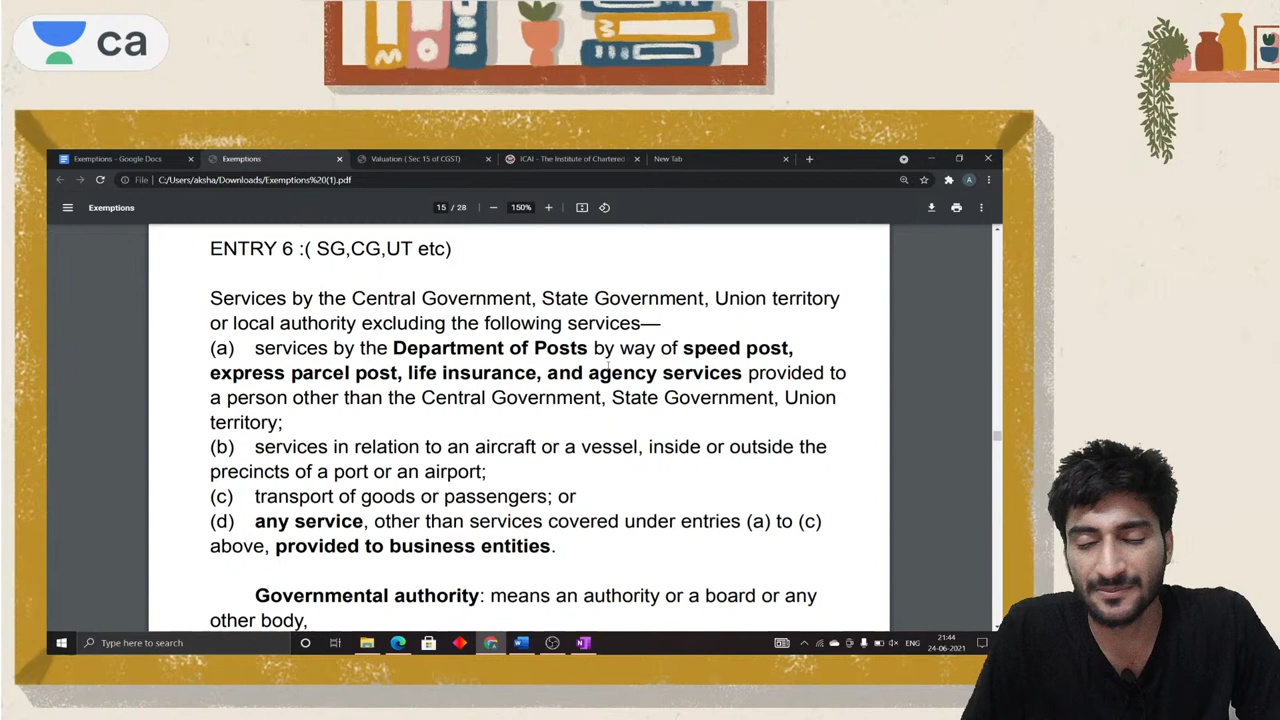 ca
Exemptions - Google Docs
Exemptions
Valuation ( Sec 15 of CGST)
ICAI - The Institute of Chartered
New Tab
File
C:/Users/aksha/Downloads/Exemptions%20(1).pdf
A
Exemptions
15 / 28
150%
ENTRY 6 :( SG,CG,UT etc)
Services by the Central Government, State Government, Union territory
or local authority excluding the following services—
(a) services by the Department of Posts by way of speed post,
express parcel post, life insurance, and agency services provided to
a person other than the Central Government, State Government, Union
territory;
(b) services in relation to an aircraft or a vessel, inside or outside the
precincts of a port or an airport;
(c) transport of goods or passengers; or
(d) any service, other than services covered under entries (a) to (c)
above, provided to business entities.
Governmental authority: means an authority or a board or any
other body,
Type here to search
ENG
21:44
24-06-2021